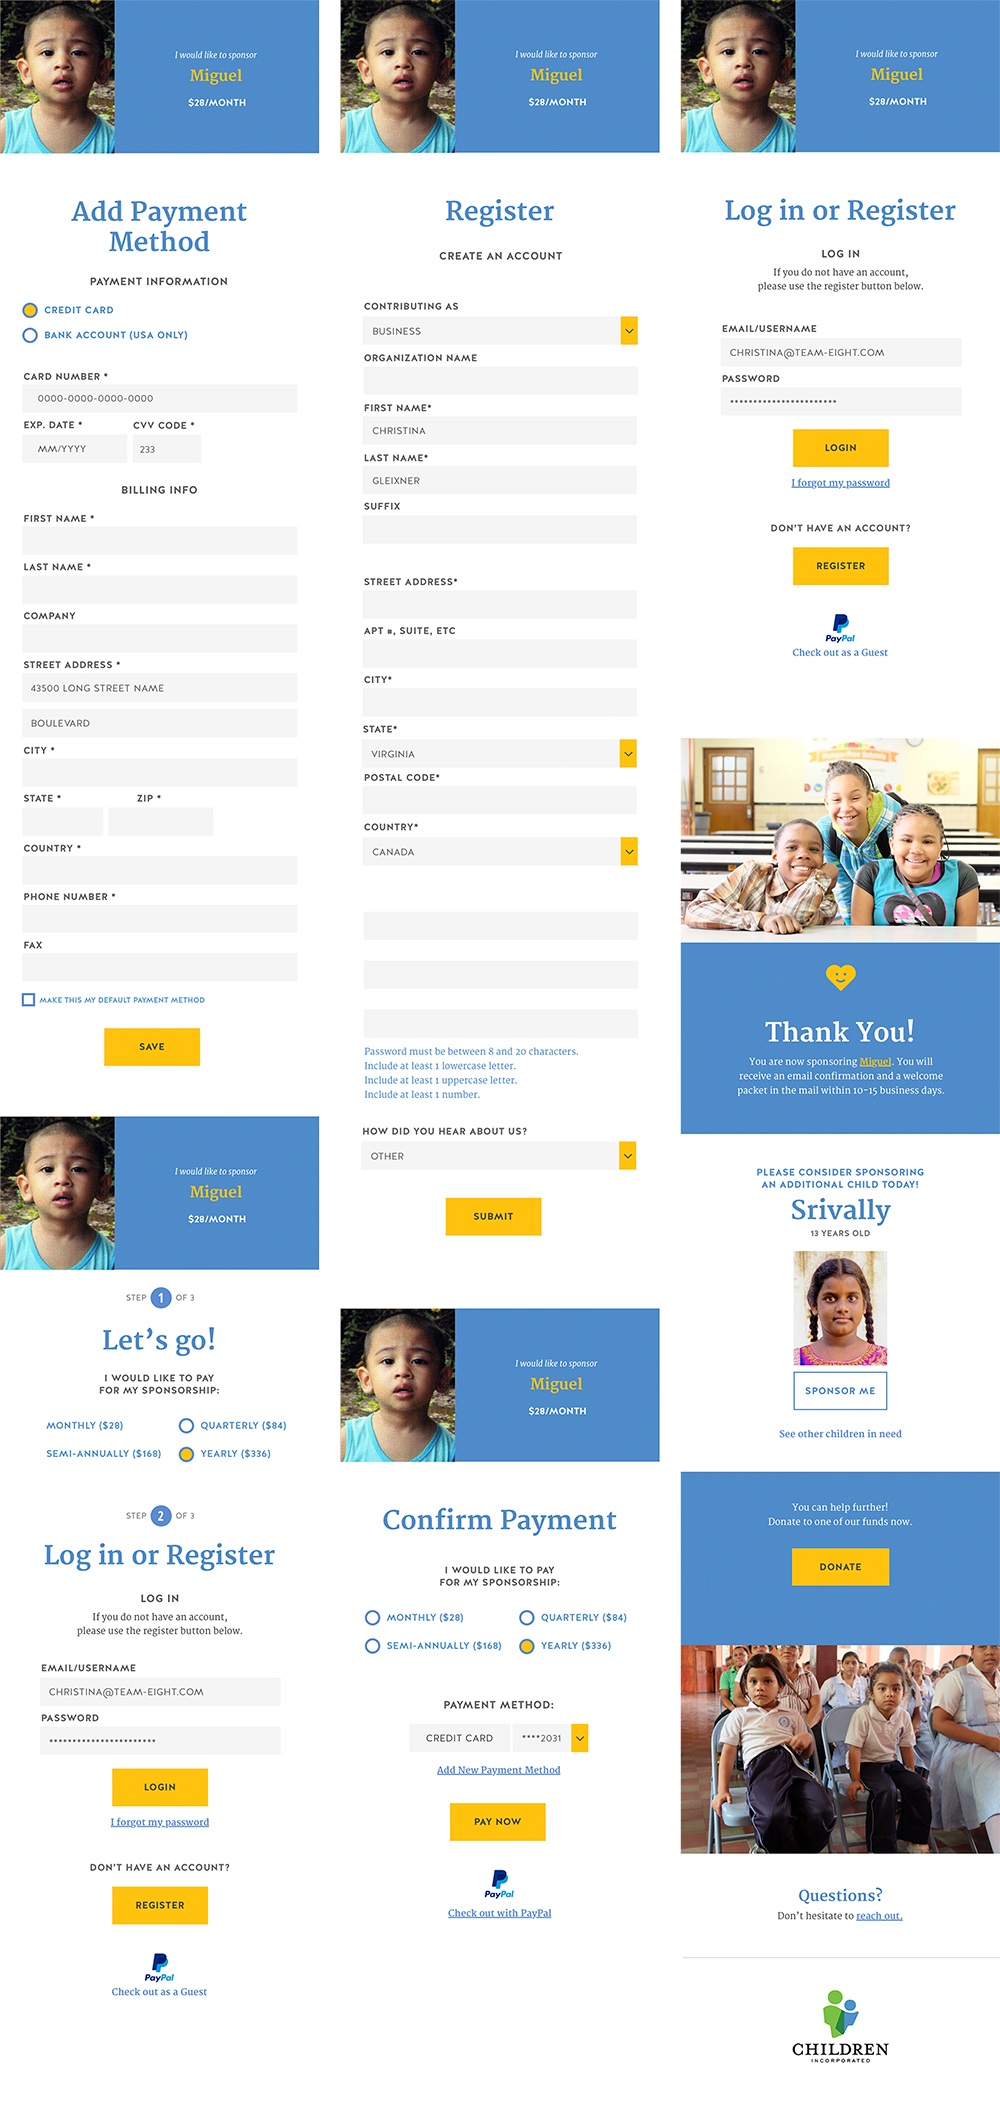 I would like to sponsor
Miguel
$28/MONTH
Add Payment
Method
PAYMENT INFORMATION
CREDIT CARD
BANK ACCOUNT (USA ONLY)
CARD NUMBER *
0000-0000-0000-0000
EXP. DATE * CVV CODE *
MM/YYYY 233
BILLING INFO
FIRST NAME *
LAST NAME *
COMPANY
STREET ADDRESS *
43500 LONG STREET NAME
BOULEVARD
CITY *
STATE * ZIP *
COUNTRY *
PHONE NUMBER *
FAX
MAKE THIS MY DEFAULT PAYMENT METHOD
SAVE
I would like to sponsor
Miguel
$28/MONTH
STEP 1 OF 3
Let's go!
I WOULD LIKE TO PAY
FOR MY SPONSORSHIP:
MONTHLY ($28) QUARTERLY ($84)
SEMI-ANNUALLY ($168) YEARLY ($336)
STEP 2 OF 3
Log in or Register
LOG IN
If you do not have an account,
please use the register button below.
EMAIL/USERNAME
CHRISTINA@TEAM-EIGHT.COM
PASSWORD
***********************
LOGIN
I forgot my password
DON'T HAVE AN ACCOUNT?
REGISTER
PayPal
Check out as a Guest
I would like to sponsor
Miguel
$28/MONTH
Register
CREATE AN ACCOUNT
CONTRIBUTING AS
BUSINESS
ORGANIZATION NAME
FIRST NAME*
CHRISTINA
LAST NAME*
GLEIXNER
SUFFIX
STREET ADDRESS*
APT #, SUITE, ETC
CITY*
STATE*
VIRGINIA
POSTAL CODE*
COUNTRY*
CANADA
Password must be between 8 and 20 characters.
Include at least 1 lowercase letter.
Include at least 1 uppercase letter.
Include at least 1 number.
HOW DID YOU HEAR ABOUT US?
OTHER
SUBMIT
I would like to sponsor
Miguel
$28/MONTH
Confirm Payment
I WOULD LIKE TO PAY
FOR MY SPONSORSHIP:
MONTHLY ($28) QUARTERLY ($84)
SEMI-ANNUALLY ($168) YEARLY ($336)
PAYMENT METHOD:
CREDIT CARD ****2031
Add New Payment Method
PAY NOW
PayPal
Check out with PayPal
I would like to sponsor
Miguel
$28/MONTH
Log in or Register
LOG IN
If you do not have an account,
please use the register button below.
EMAIL/USERNAME
CHRISTINA@TEAM-EIGHT.COM
PASSWORD
***********************
LOGIN
I forgot my password
DON'T HAVE AN ACCOUNT?
REGISTER
PayPal
Check out as a Guest
Thank You!
You are now sponsoring Miguel. You will
receive an email confirmation and a welcome
packet in the mail within 10-15 business days.
PLEASE CONSIDER SPONSORING
AN ADDITIONAL CHILD TODAY!
Srivally
13 YEARS OLD
SPONSOR ME
See other children in need
You can help further!
Donate to one of our funds now.
DONATE
Questions?
Don't hesitate to reach out.
CHILDREN
INCORPORATED